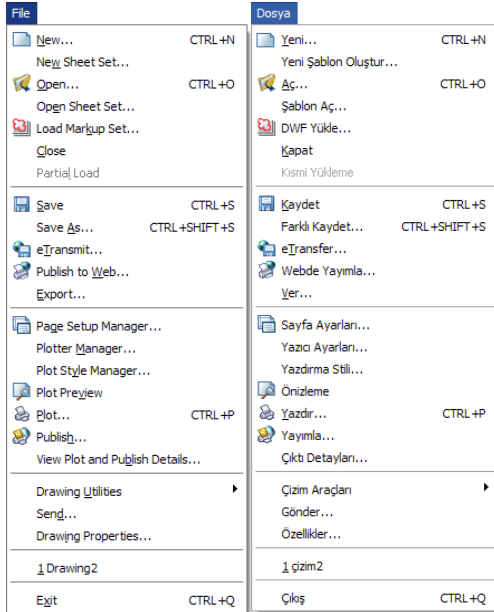 File
New... CTRL+N
New Sheet Set...
Open... CTRL+O
Open Sheet Set...
Load Markup Set...
Close
Partial Load
Save CTRL+S
Save As... CTRL+SHIFT+S
eTransmit...
Publish to Web...
Export...
Page Setup Manager...
Plotter Manager...
Plot Style Manager...
Plot Preview
Plot... CTRL+P
Publish...
View Plot and Publish Details...
Drawing Utilities
Send...
Drawing Properties...
1 Drawing2
Exit CTRL+Q
Dosya
Yeni... CTRL+N
Yeni Şablon Oluştur...
Aç... CTRL+O
Şablon Aç...
DWF Yükle...
Kapat
Kısmi Yükleme
Kaydet CTRL+S
Farklı Kaydet... CTRL+SHIFT+S
eTransfer...
Webde Yayımla...
Ver...
Sayfa Ayarları...
Yazıcı Ayarları...
Yazdırma Stili...
Önizleme
Yazdır... CTRL+P
Yayımla...
Çıktı Detayları...
Çizim Araçları
Gönder...
Özellikler...
1 çizim2
Çıkış CTRL+Q